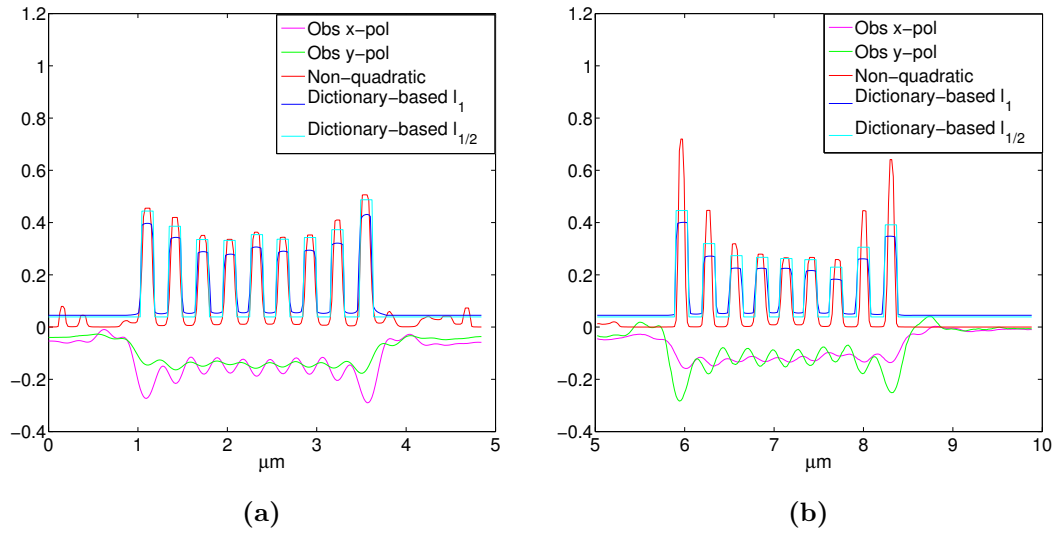 1.2
1
0.8
0.6
0.4
0.2
0
−0.2
−0.4
0 1 2 3 4 5
μm
Obs x−pol
Obs y−pol
Non−quadratic
Dictionary−based l1
Dictionary−based l1/2
(a)
1.2
1
0.8
0.6
0.4
0.2
0
−0.2
−0.4
5 6 7 8 9 10
μm
Obs x−pol
Obs y−pol
Non−quadratic
Dictionary−based l1
Dictionary−based l1/2
(b)